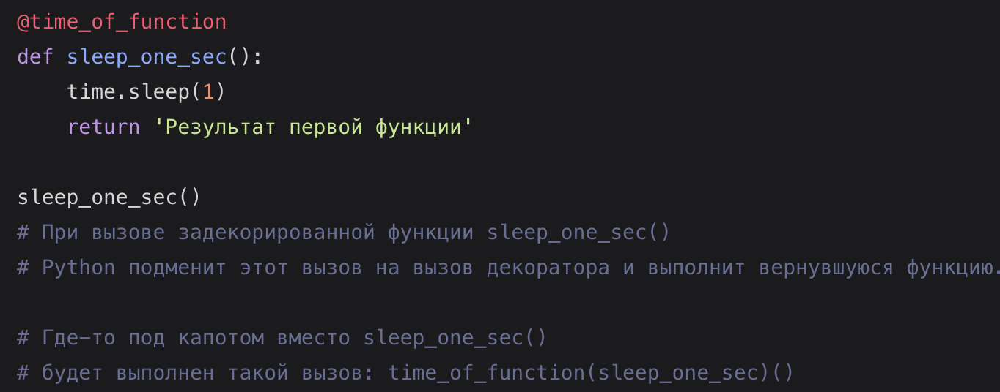 @time_of_function
def sleep_one_sec():
    time.sleep(1)
    return 'Результат первой функции'
sleep_one_sec()
# При вызове задекорированной функции sleep_one_sec()
# Python подменит этот вызов на вызов декоратора и выполнит вернувшуюся функцию.
# Где-то под капотом вместо sleep_one_sec()
# будет выполнен такой вызов: time_of_function(sleep_one_sec)()